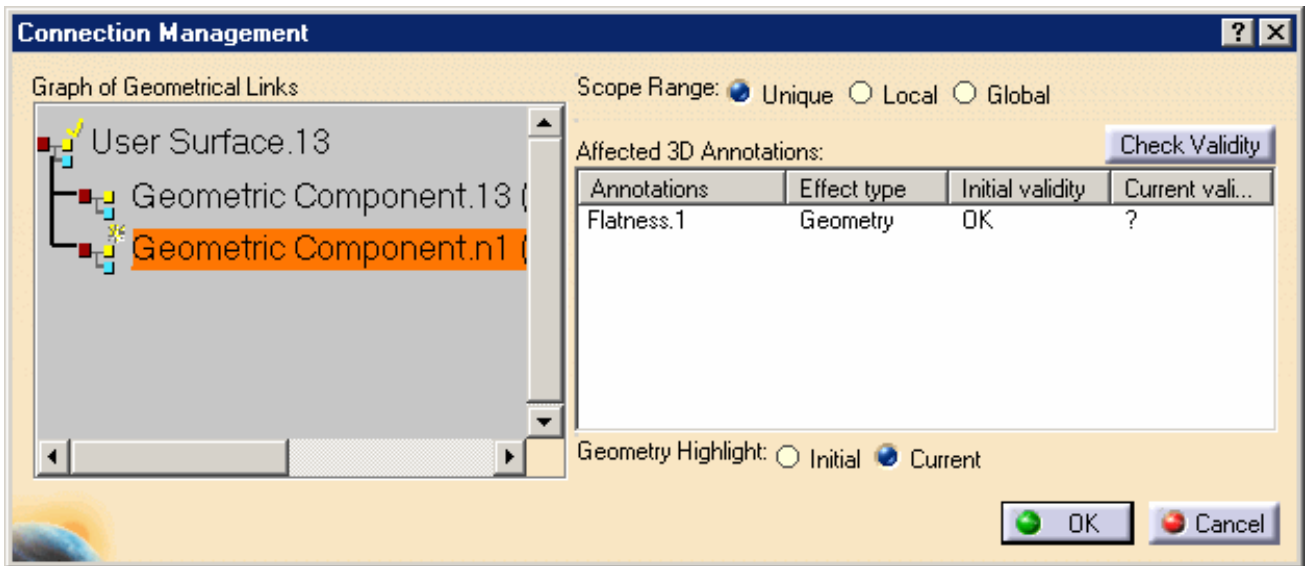 Connection Management
Graph of Geometrical Links
User Surface.13
Geometric Component.13 (
Geometric Component.n1 (
Scope Range: Unique Local Global
Affected 3D Annotations:
Check Validity
Annotations Effect type Initial validity Current vali...
Flatness.1 Geometry OK ?
Geometry Highlight: Initial Current
OK Cancel